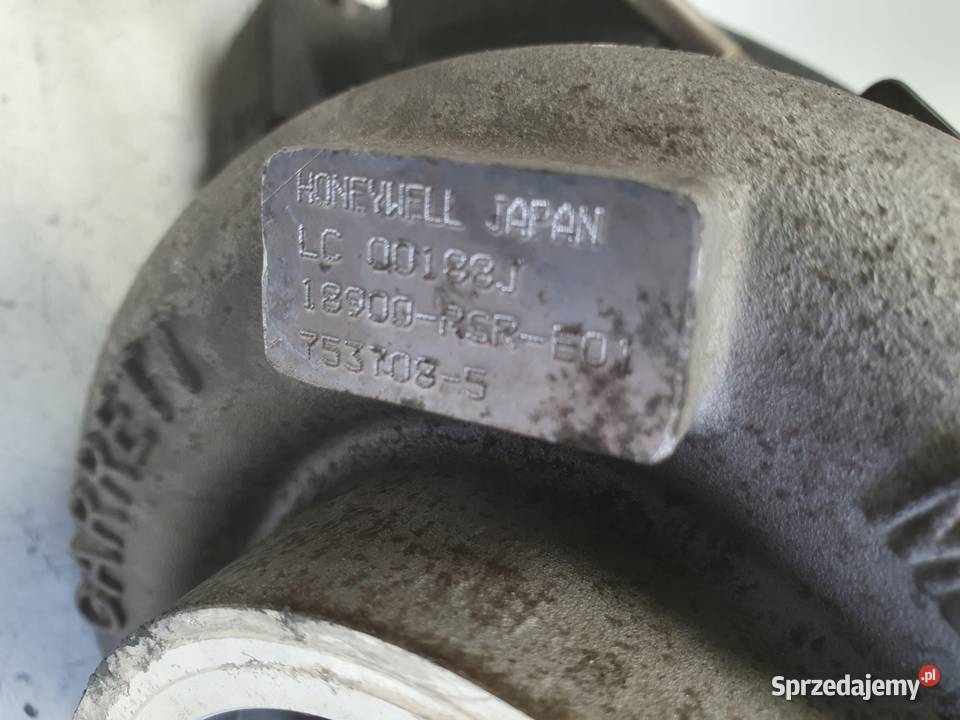 HONEYWELL JAPAN
LC 00188J
18900-RSR-E01
753708-5
GARRETT
Sprzedajemy.pl